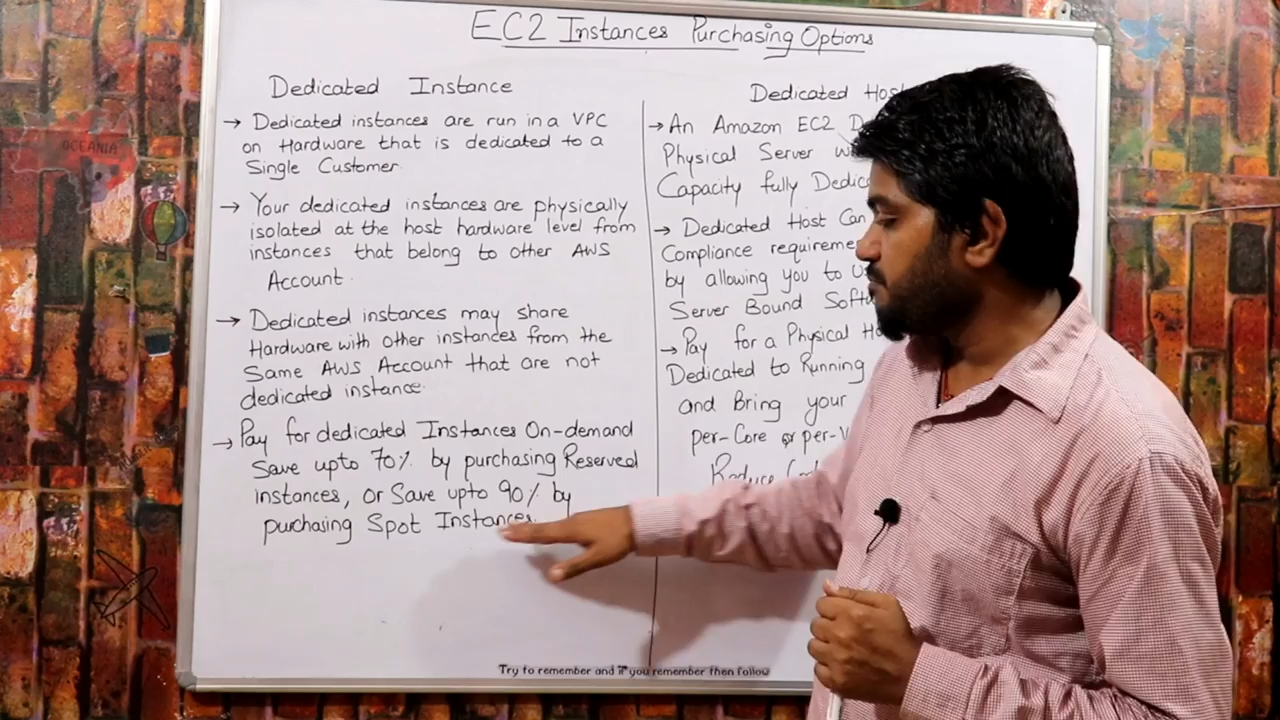 EC2 Instances Purchasing Options
Dedicated Instance
→ Dedicated instances are run in a VPC
on Hardware that is dedicated to a
Single Customer.
→ Your dedicated instances are physically
isolated at the host hardware level from
instances that belong to other AWS
Account.
→ Dedicated instances may share
Hardware with other instances from the
Same AWS Account that are not
dedicated instance.
→ Pay for dedicated Instances On-demand
Save upto 70% by purchasing Reserved
instances, or Save upto 90% by
purchasing Spot Instances.
Dedicated Host
→ An Amazon EC2
Physical Server
Capacity fully
→ Dedicated Host Can
Compliance
by allowing you to
Server Bound
→ Pay for a Physical
Dedicated to Running
and Bring your
per-Core or
OCEANIA
Try to remember and if you remember then follow